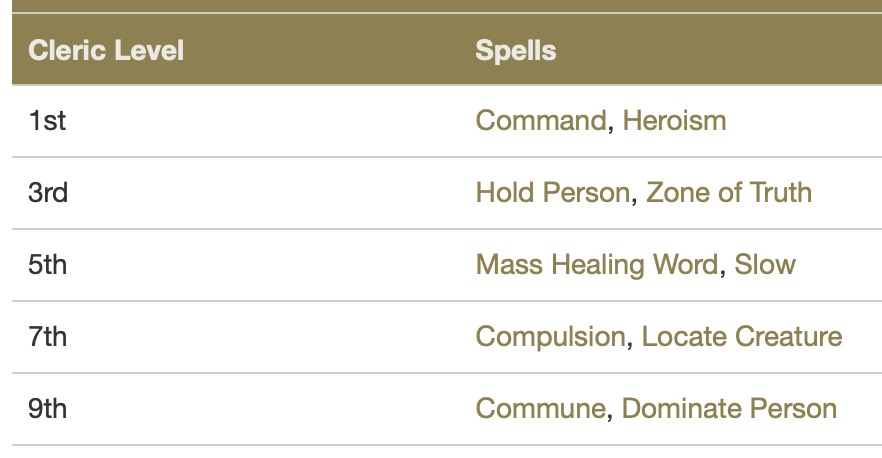 Cleric Level Spells
1st Command, Heroism
3rd Hold Person, Zone of Truth
5th Mass Healing Word, Slow
7th Compulsion, Locate Creature
9th Commune, Dominate Person